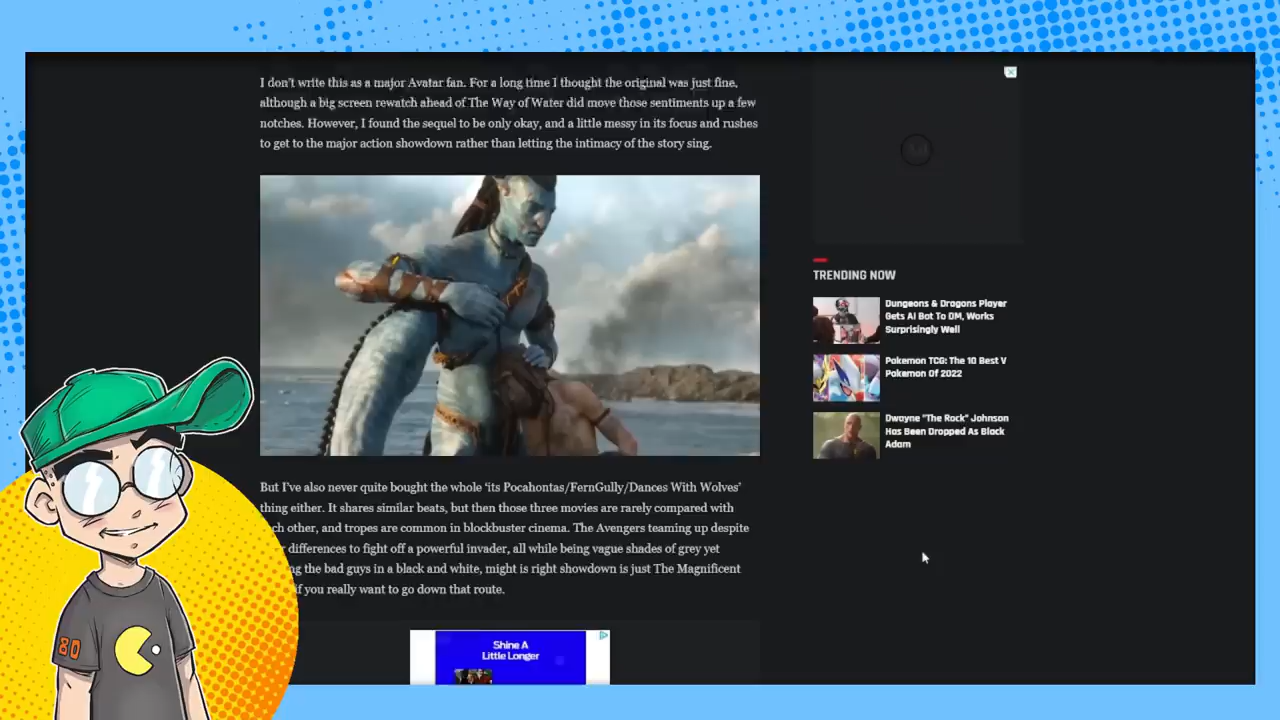 I don't write this as a major Avatar fan. For a long time I thought the original was just fine,
although a big screen rewatch ahead of The Way of Water did move those sentiments up a few
notches. However, I found the sequel to be only okay, and a little messy in its focus and rushes
to get to the major action showdown rather than letting the intimacy of the story sing.
TRENDING NOW
Dungeons & Dragons Player
Gets AI Bot To DM, Works
Surprisingly Well
Pokemon TCG: The 10 Best V
Pokemon Of 2022
Dwayne "The Rock" Johnson
Has Been Dropped As Black
Adam
But I've also never quite bought the whole 'its Pocahontas/FernGully/Dances With Wolves'
thing either. It shares similar beats, but then those three movies are rarely compared with
other, and tropes are common in blockbuster cinema. The Avengers teaming up despite
differences to fight off a powerful invader, all while being vague shades of grey yet
the bad guys in a black and white, might is right showdown is just The Magnificent
if you really want to go down that route.
Shine A
Little Longer
80